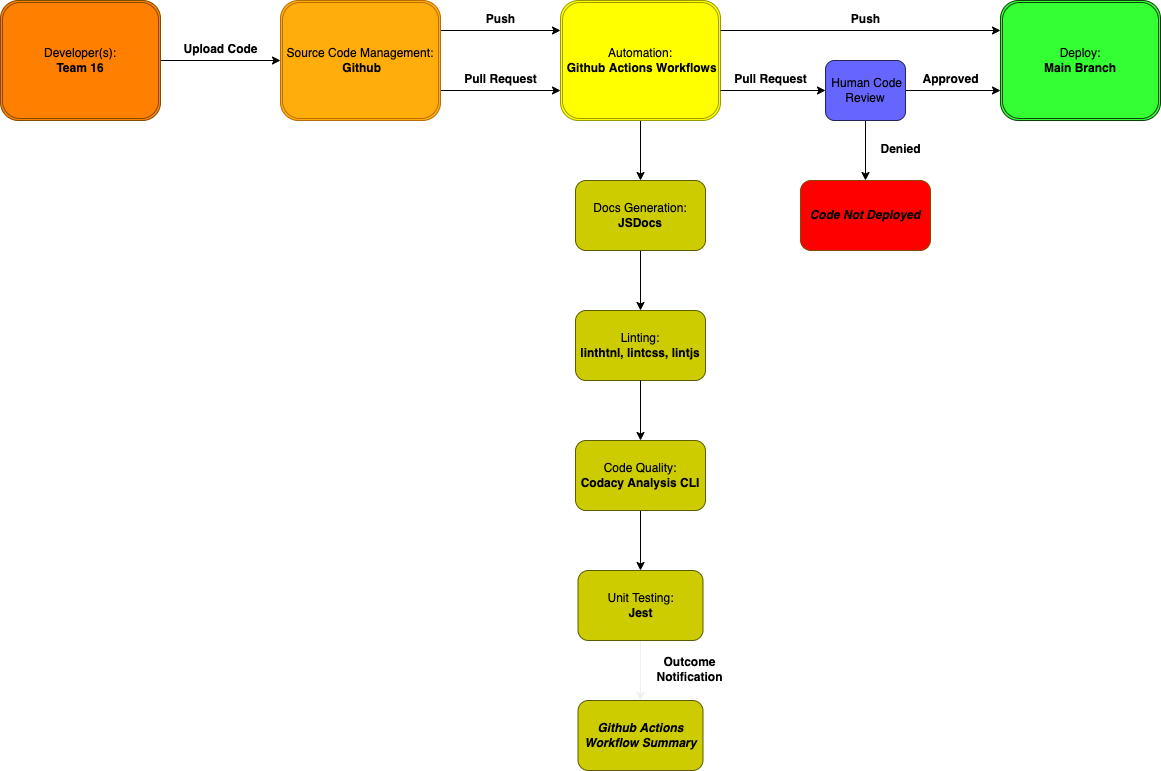 Developer(s):
Team 16
Upload Code
Source Code Management:
Github
Push
Pull Request
Automation:
Github Actions Workflows
Push
Pull Request
Human Code
Review
Approved
Deploy:
Main Branch
Denied
Code Not Deployed
Docs Generation:
JSDocs
Linting:
linthtnl, lintcss, lintjs
Code Quality:
Codacy Analysis CLI
Unit Testing:
Jest
Outcome
Notification
Github Actions
Workflow Summary